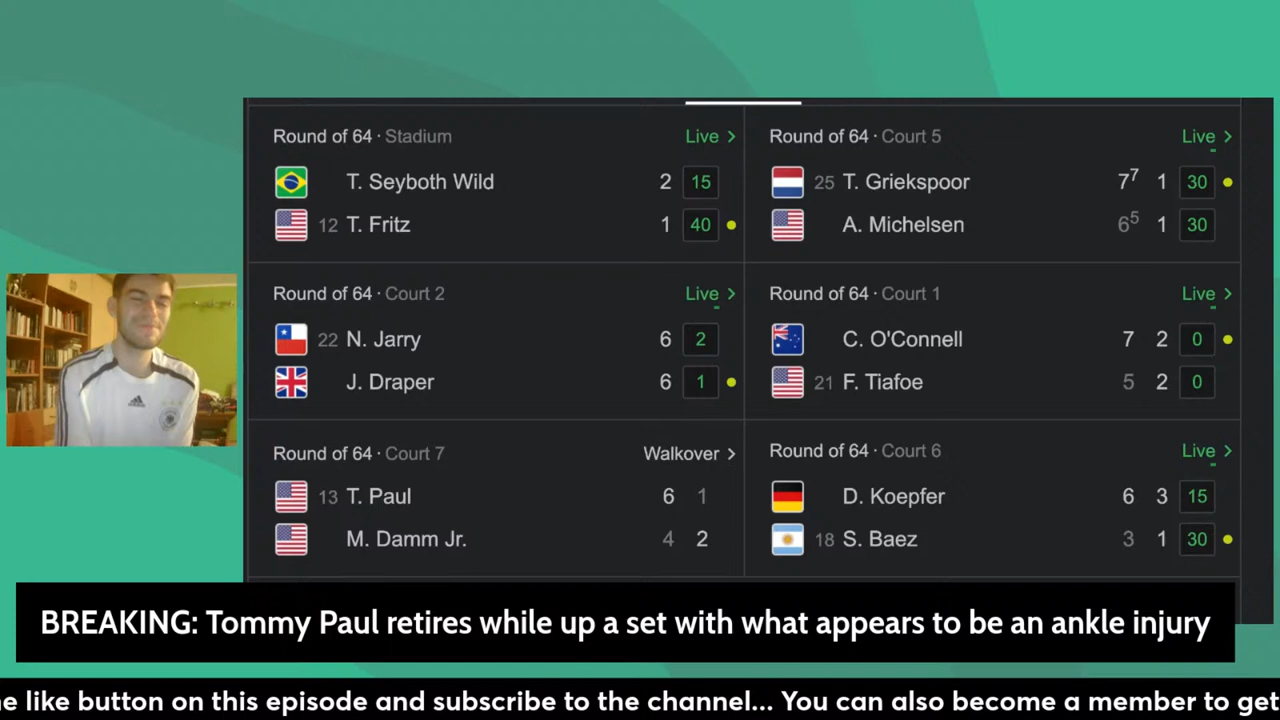 Round of 64 · Stadium Live >
T. Seyboth Wild 2 15
12 T. Fritz 1 40
Round of 64 · Court 5 Live >
25 T. Griekspoor 7⁷ 1 30
A. Michelsen 6⁵ 1 30
Round of 64 · Court 2 Live >
22 N. Jarry 6 2
J. Draper 6 1
Round of 64 · Court 1 Live >
C. O'Connell 7 2 0
21 F. Tiafoe 5 2 0
Round of 64 · Court 7 Walkover >
13 T. Paul 6 1
M. Damm Jr. 4 2
Round of 64 · Court 6 Live >
D. Koepfer 6 3 15
18 S. Baez 3 1 30
BREAKING: Tommy Paul retires while up a set with what appears to be an ankle injury
e like button on this episode and subscribe to the channel... You can also become a member to get